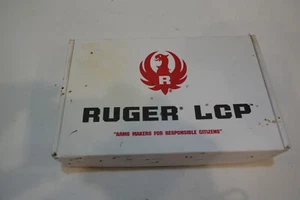 R
RUGER® LCP®
"ARMS MAKERS FOR RESPONSIBLE CITIZENS"